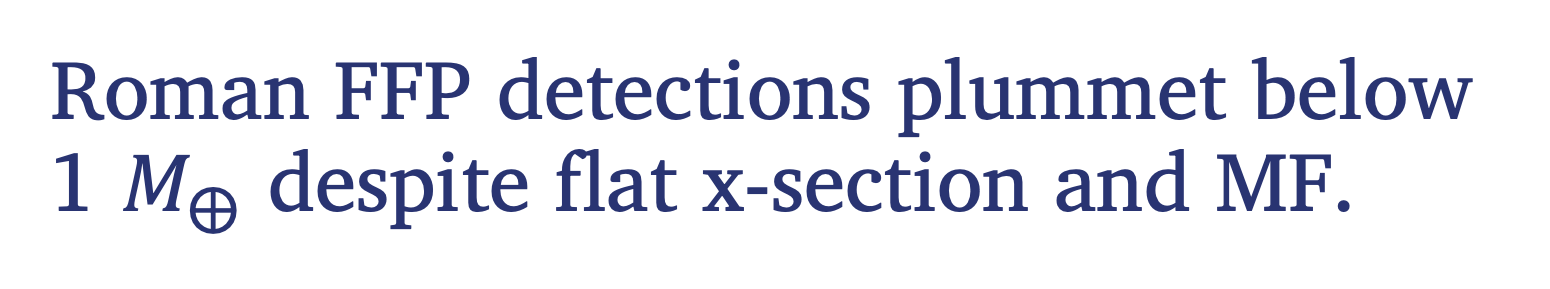 Roman FFP detections plummet below
1 M⊕ despite flat x-section and MF.